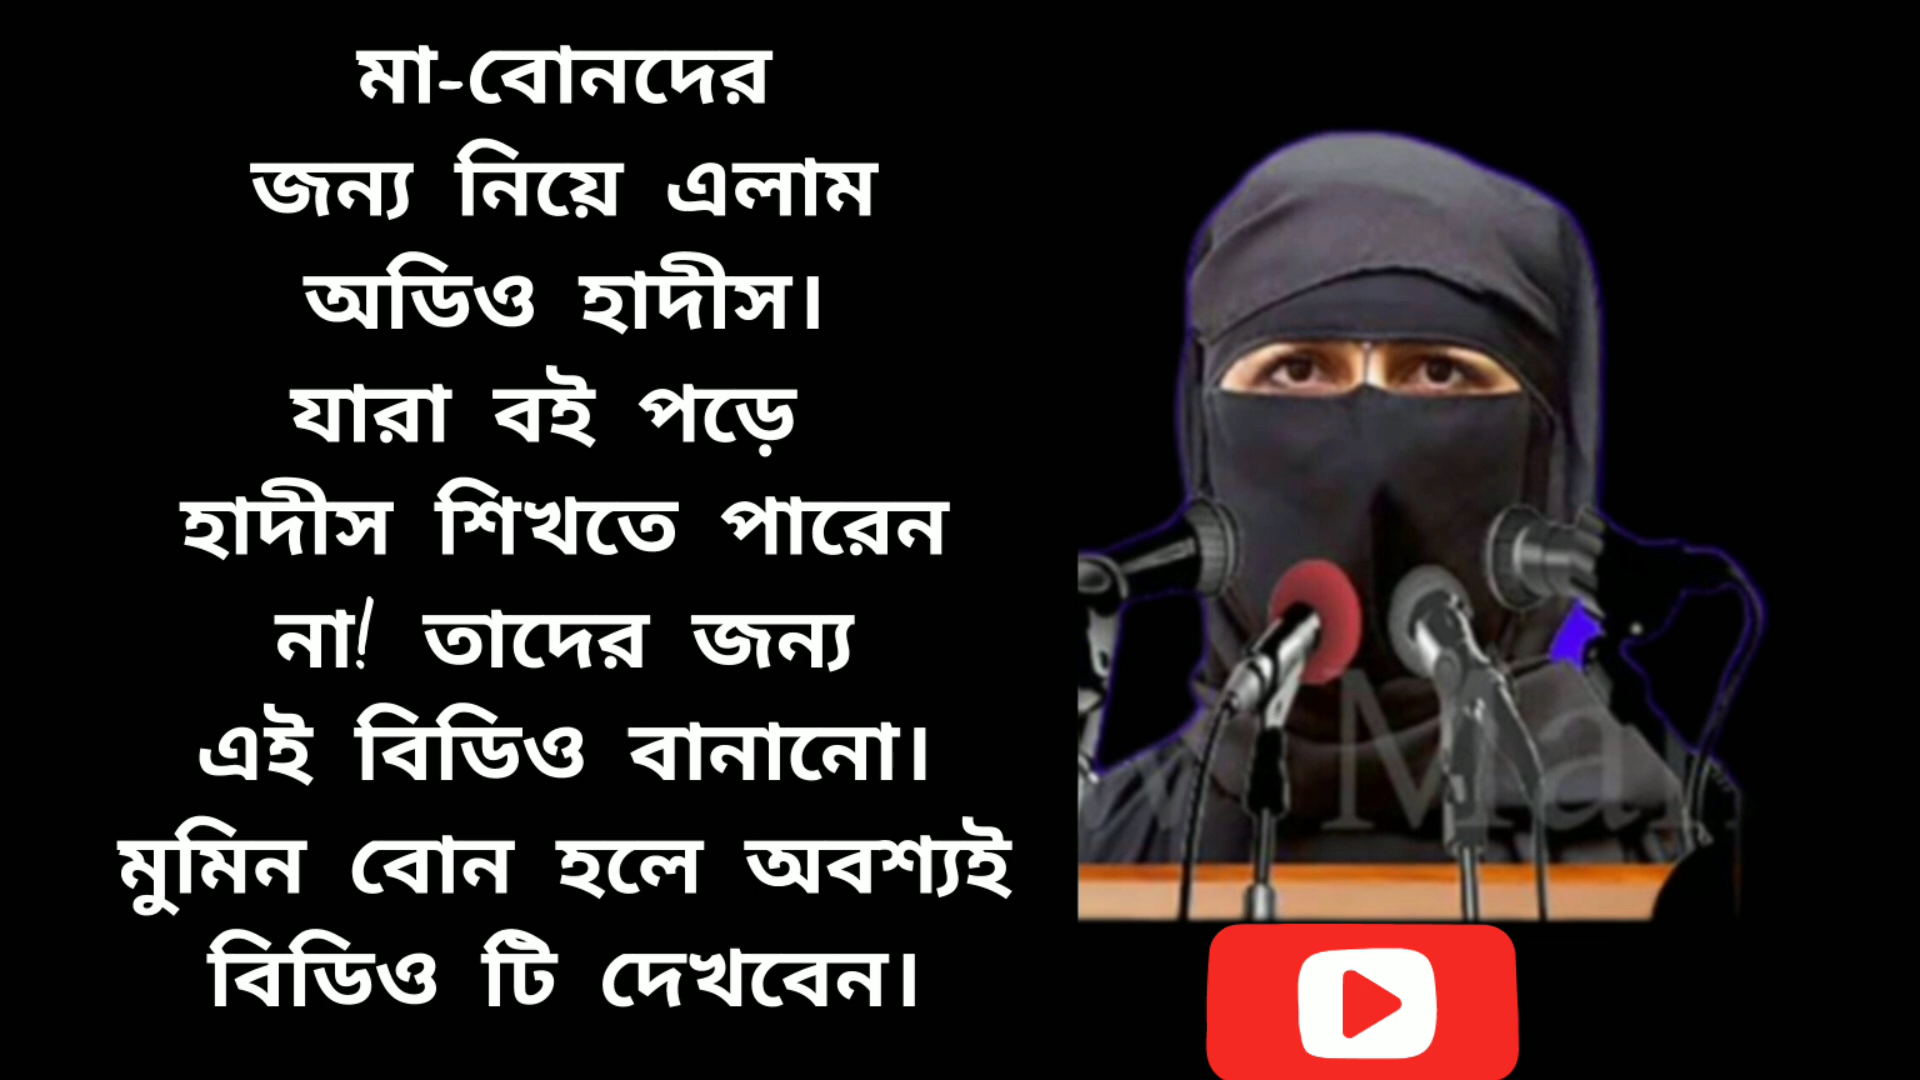 মা-বোনদের
জন্য নিয়ে এলাম
অডিও হাদীস।
যারা বই পড়ে
হাদীস শিখতে পারেন
না! তাদের জন্য
এই বিডিও বানানো।
মুমিন বোন হলে অবশ্যই
বিডিও টি দেখবেন।